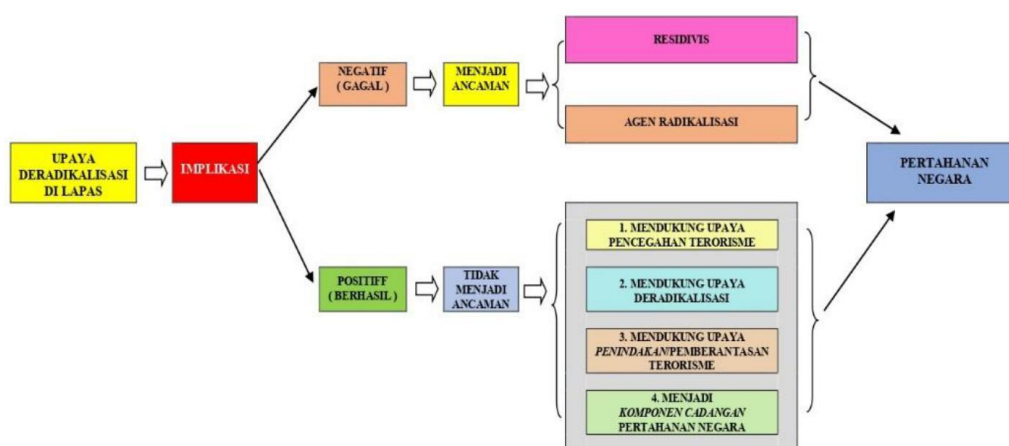 UPAYA
DERADIKALISASI
DI LAPAS
IMPLIKASI
NEGATIF
( GAGAL )
MENJADI
ANCAMAN
RESIDIVIS
AGEN RADIKALISASI
POSITIFF
( BERHASIL )
TIDAK
MENJADI
ANCAMAN
1. MENDUKUNG UPAYA
PENCEGAHAN TERORISME
2. MENDUKUNG UPAYA
DERADIKALISASI
3. MENDUKUNG UPAYA
PENINDAKAN/PEMBERANTASAN
TERORISME
4. MENJADI
KOMPONEN CADANGAN
PERTAHANAN NEGARA
PERTAHANAN
NEGARA